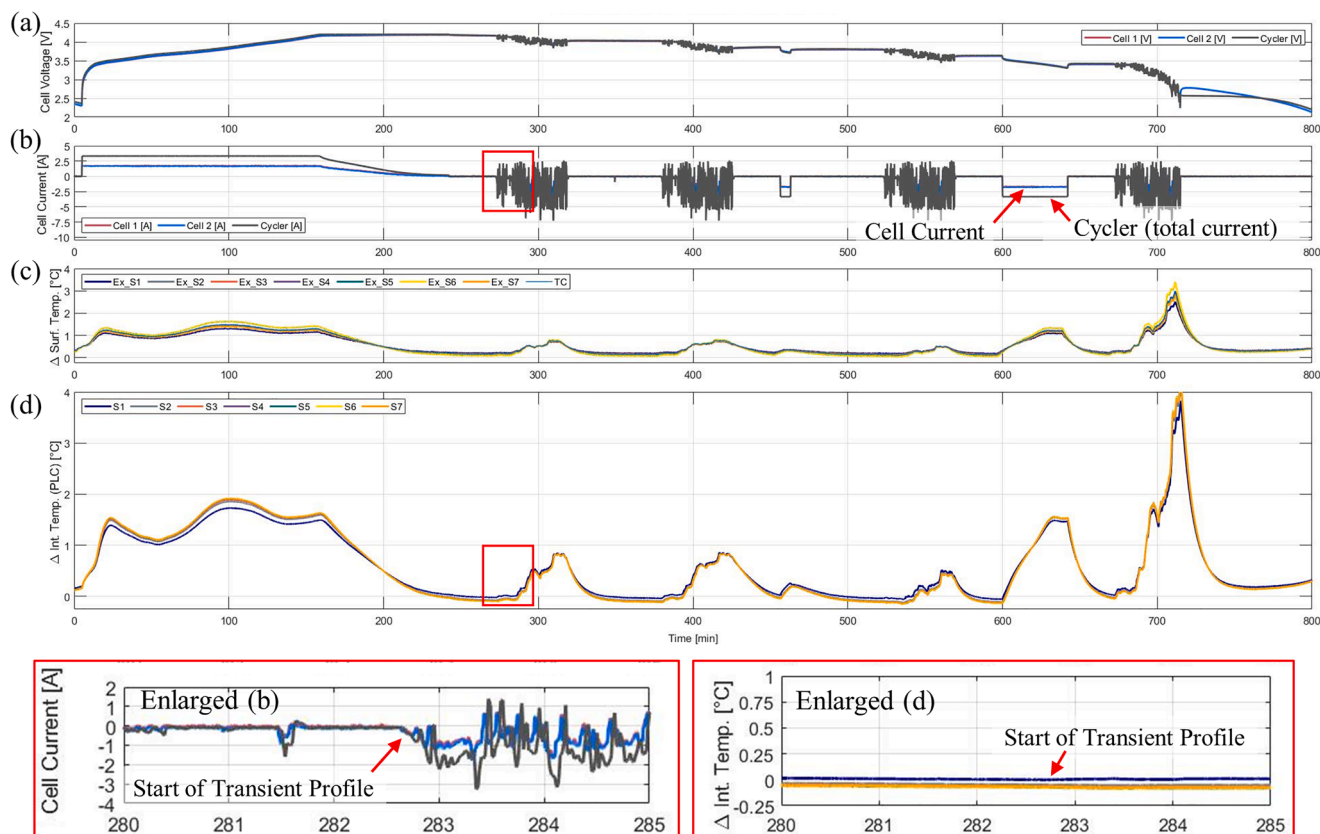 (a)
Cell Voltage [V]
4.5
4
3.5
3
2.5
2
Cell 1 [V] Cell 2 [V] Cycler [V]
0 100 200 300 400 500 600 700 800
(b)
Cell Current [A]
5
2.5
0
-2.5
-5
-7.5
-10
Cell 1 [A] Cell 2 [A] Cycler [A]
Cell Current
Cycler (total current)
0 100 200 300 400 500 600 700 800
(c)
Δ Surf. Temp. [°C]
4
3
2
1
0
Ex_S1 Ex_S2 Ex_S3 Ex_S4 Ex_S5 Ex_S6 Ex_S7 TC
0 100 200 300 400 500 600 700 800
(d)
Δ Int. Temp. (PLC) [°C]
4
3
2
1
0
S1 S2 S3 S4 S5 S6 S7
0 100 200 300 400 500 600 700 800
Time [min]
Cell Current [A]
Enlarged (b)
2
1
0
-1
-2
-3
-4
Start of Transient Profile
280 281 282 283 284 285
Δ Int. Temp. [°C]
Enlarged (d)
1
0.75
0.5
0.25
0
-0.25
Start of Transient Profile
280 281 282 283 284 285